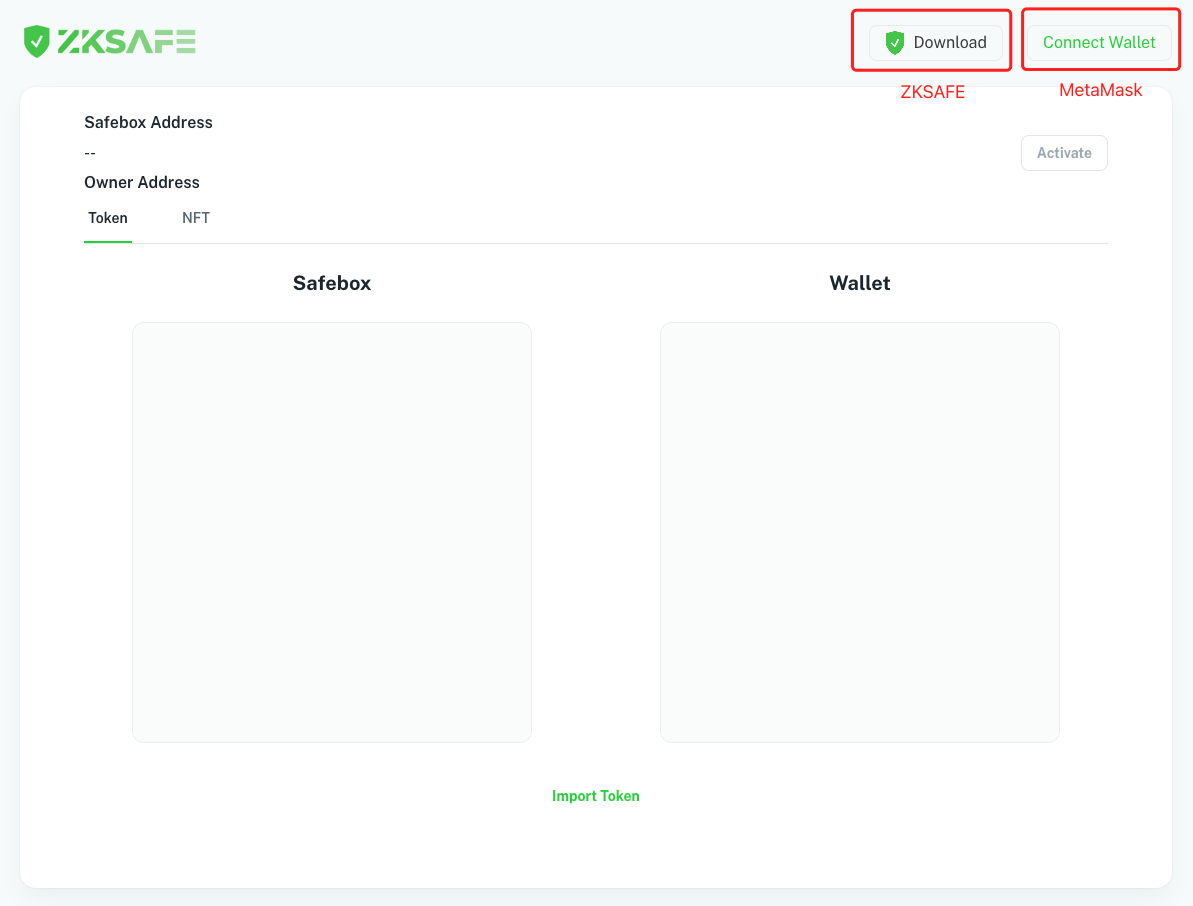 ZKSAFE
Download
Connect Wallet
ZKSAFE
MetaMask
Safebox Address
--
Activate
Owner Address
Token
NFT
Safebox
Wallet
Import Token